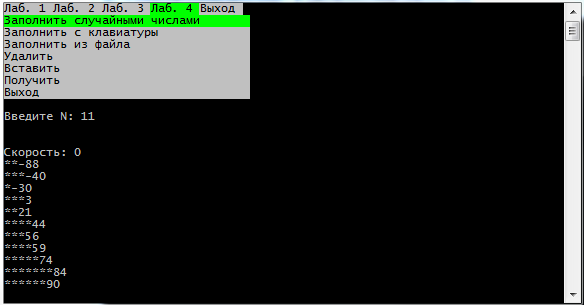 Лаб. 1 Лаб. 2 Лаб. 3 Лаб. 4 Выход
Заполнить случайными числами
Заполнить с клавиатуры
Заполнить из файла
Удалить
Вставить
Получить
Выход
Введите N: 11
Скорость: 0
**-88
***-40
*-30
***3
**21
****44
***56
****59
*****74
*******84
******90